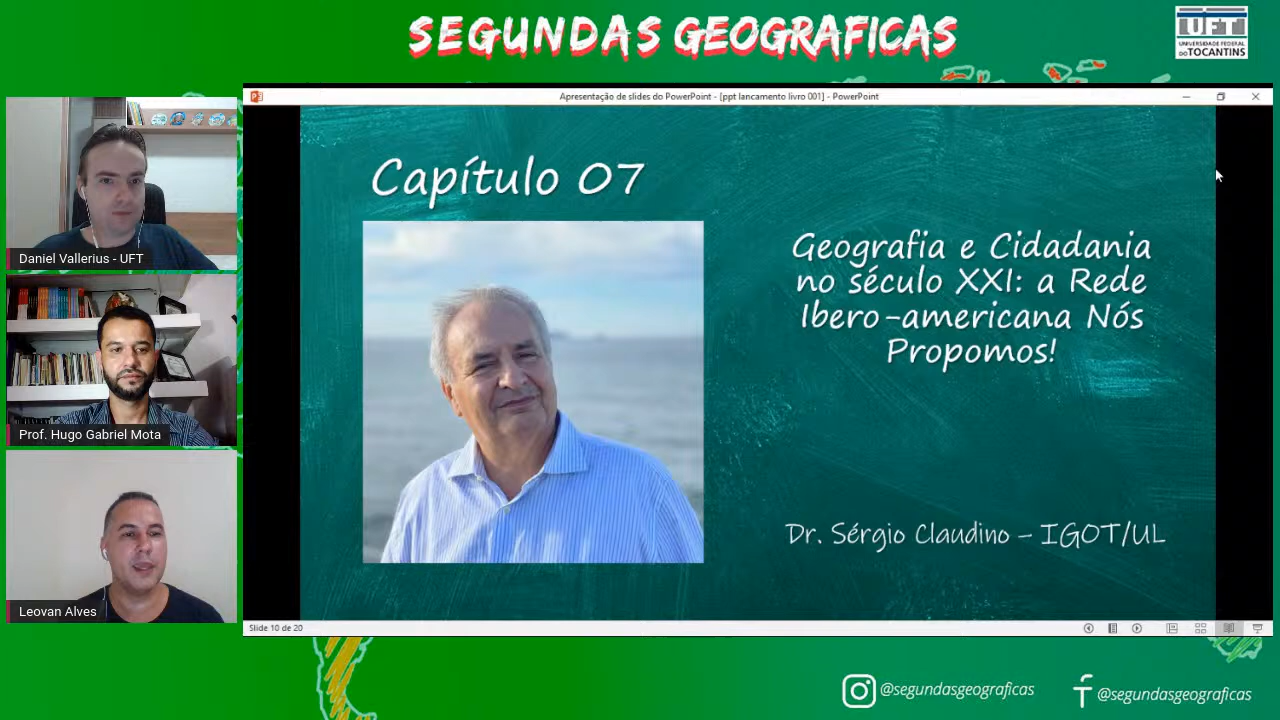 SEGUNDAS GEOGRAFICAS
UFT
UNIVERSIDADE FEDERAL
DO TOCANTINS
Apresentação de slides do PowerPoint - [ppt lancamento livro 001] - PowerPoint
Daniel Vallerius - UFT
Prof. Hugo Gabriel Mota
Leovan Alves
Capítulo 07
Geografia e Cidadania
no século XXI: a Rede
Ibero-americana Nós
Propomos!
Dr. Sérgio Claudino – IGOT/UL
Slide 10 de 20
@segundasgeograficas
@segundasgeograficas